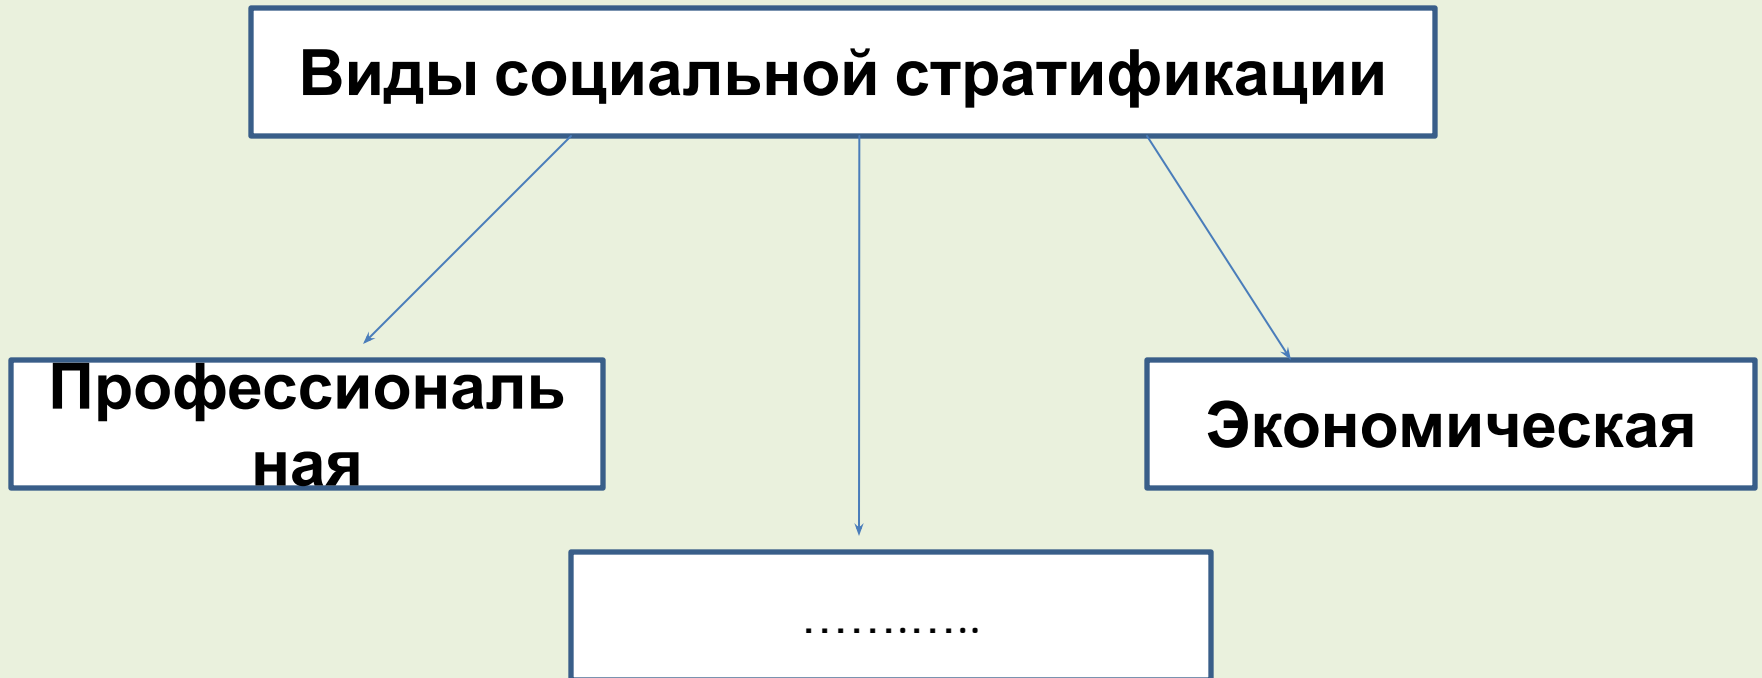 Виды социальной стратификации
Профессиональ
ная
Экономическая
………….